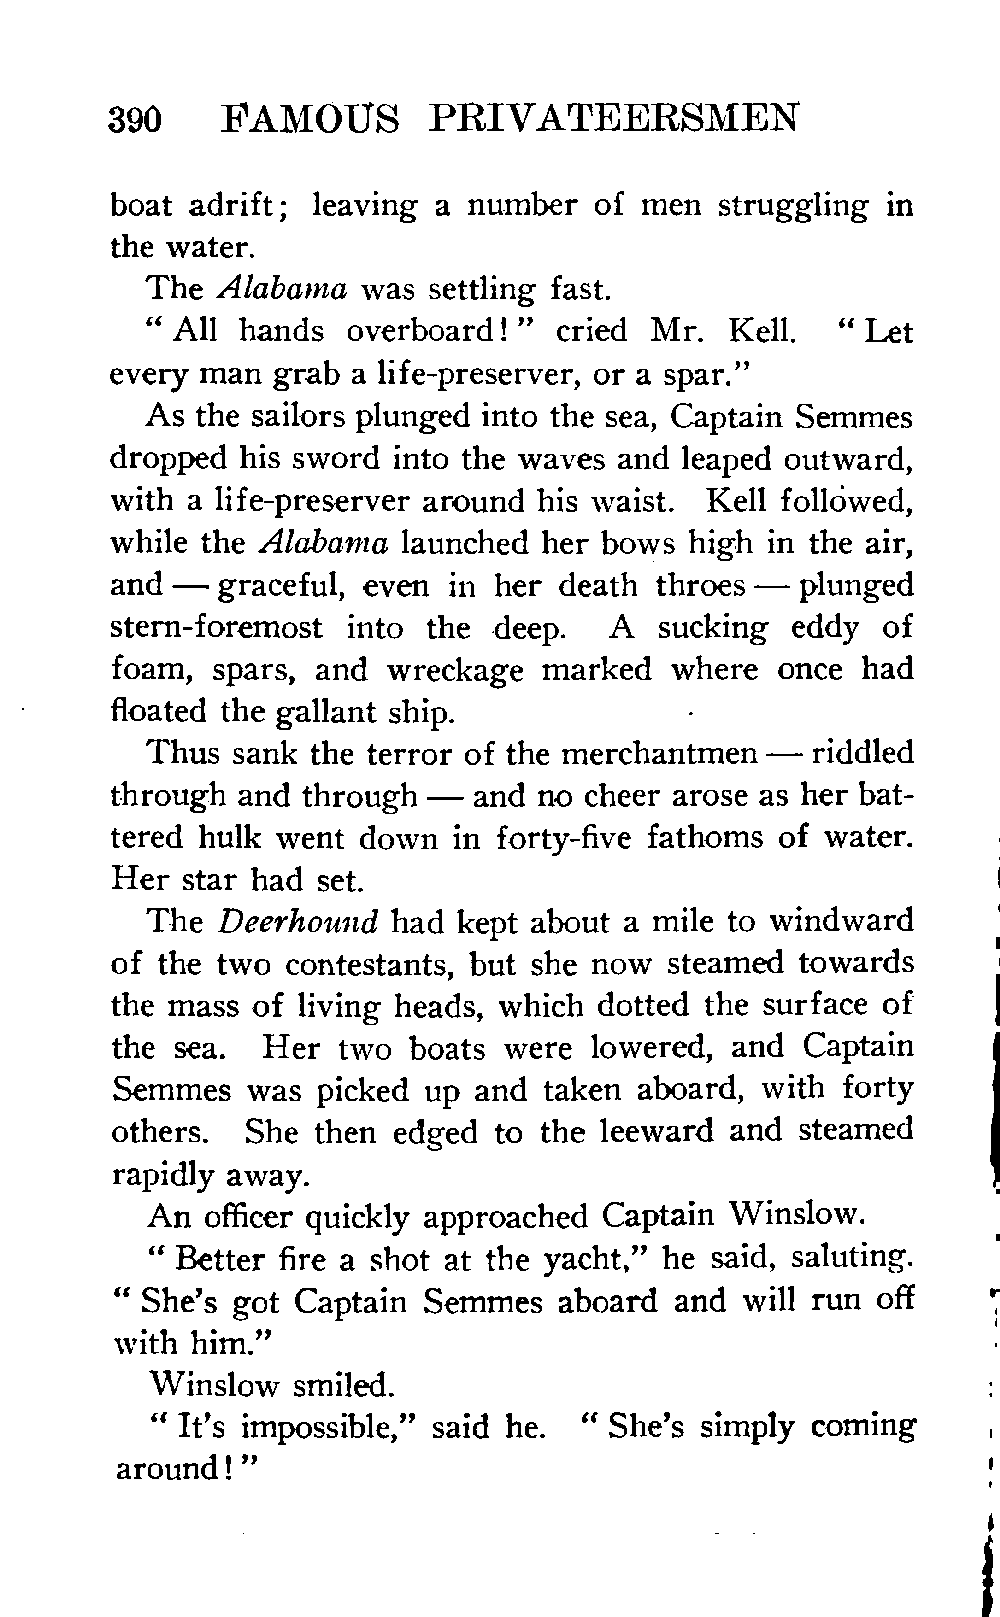 390 FAMOUS PRIVATEERSMEN
boat adrift; leaving a number of men struggling in
the water.
The Alabama was settling fast.
“ All hands overboard! ” cried Mr. Kell. “ Let
every man grab a life-preserver, or a spar.”
As the sailors plunged into the sea, Captain Semmes
dropped his sword into the waves and leaped outward,
with a life-preserver around his waist. Kell followed,
while the Alabama launched her bows high in the air,
and — graceful, even in her death throes — plunged
stern-foremost into the deep. A sucking eddy of
foam, spars, and wreckage marked where once had
floated the gallant ship.
Thus sank the terror of the merchantmen — riddled
through and through — and no cheer arose as her bat-
tered hulk went down in forty-five fathoms of water.
Her star had set.
The Deerhound had kept about a mile to windward
of the two contestants, but she now steamed towards
the mass of living heads, which dotted the surface of
the sea. Her two boats were lowered, and Captain
Semmes was picked up and taken aboard, with forty
others. She then edged to the leeward and steamed
rapidly away.
An officer quickly approached Captain Winslow.
“ Better fire a shot at the yacht,” he said, saluting.
“ She’s got Captain Semmes aboard and will run off
with him.”
Winslow smiled.
“ It’s impossible,” said he. “ She’s simply coming
around! ”